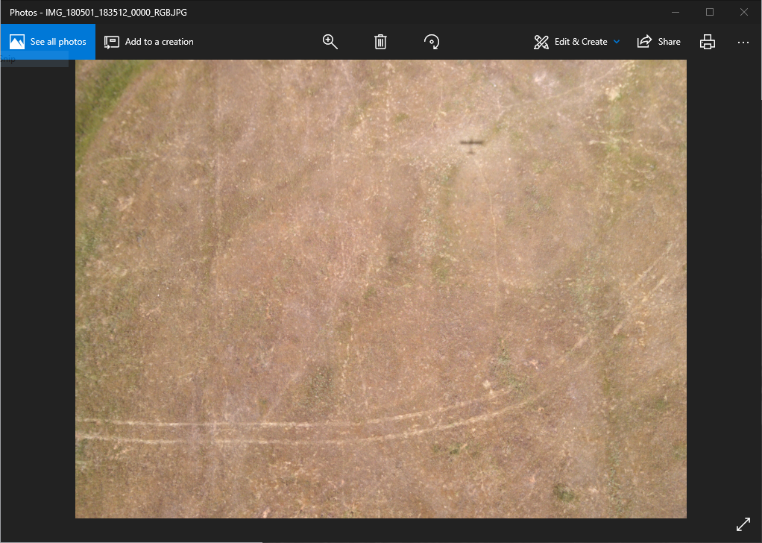 Photos - IMG_180501_183512_0000_RGB.JPG
See all photos
Add to a creation
Edit & Create
Share